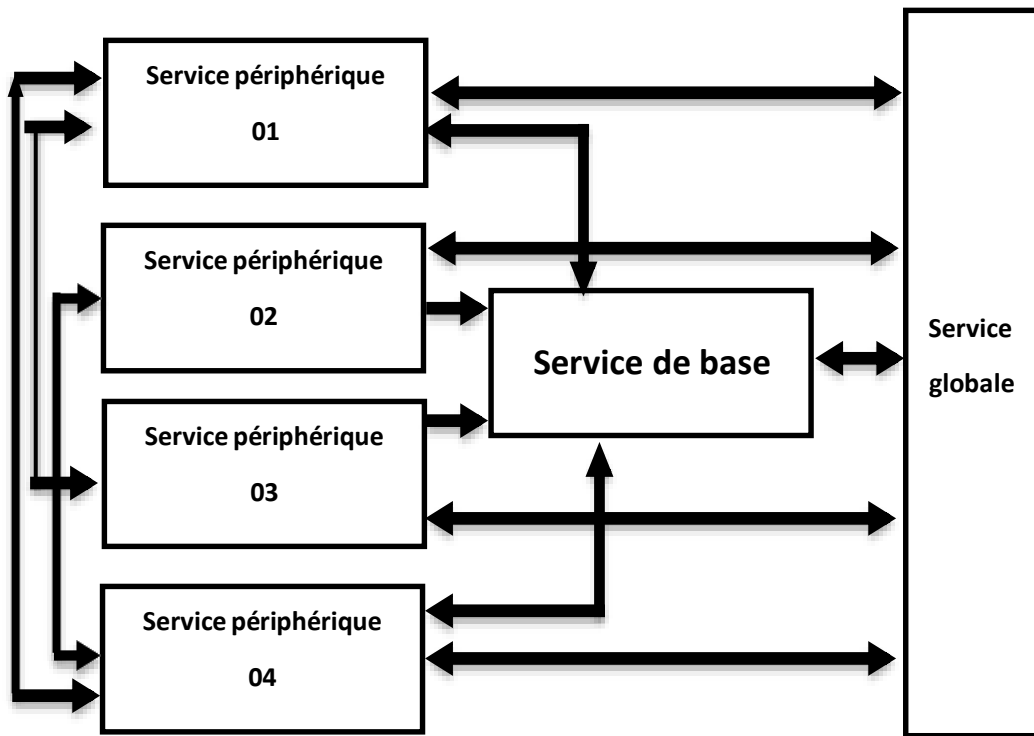 Service périphérique
01
Service périphérique
02
Service de base
Service
globale
Service périphérique
03
Service périphérique
04